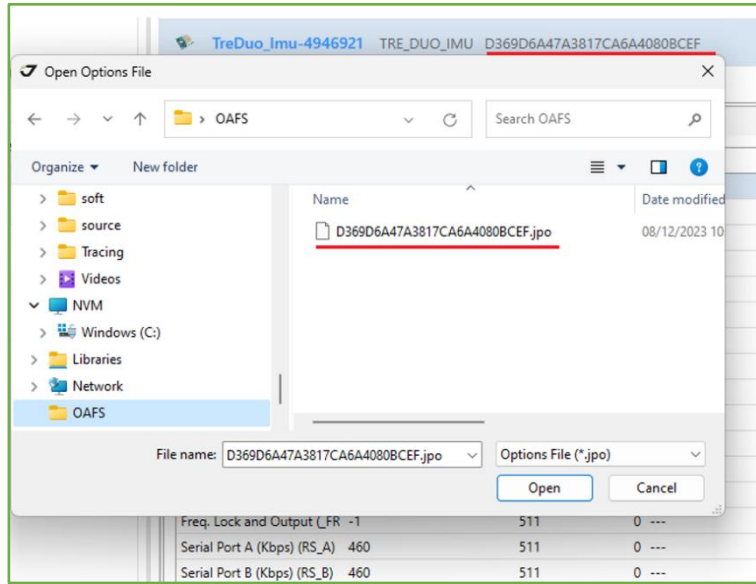 TreDuo_Imu-4946921 TRE_DUO_IMU D369D6A47A3817CA6A4080BCEF
Open Options File
OAFS
Search OAFS
Organize New folder
soft
source
Tracing
Videos
NVM
Windows (C:)
Libraries
Network
OAFS
Name Date modified
D369D6A47A3817CA6A4080BCEF.jpo 08/12/2023 10
File name: D369D6A47A3817CA6A4080BCEF.jpo Options File (*.jpo)
Open Cancel
Freq. Lock and Output (_FR -1 511 0 ---
Serial Port A (Kbps) (RS_A) 460 511 0 ---
Serial Port B (Kbps) (RS_B) 460 511 0 ---